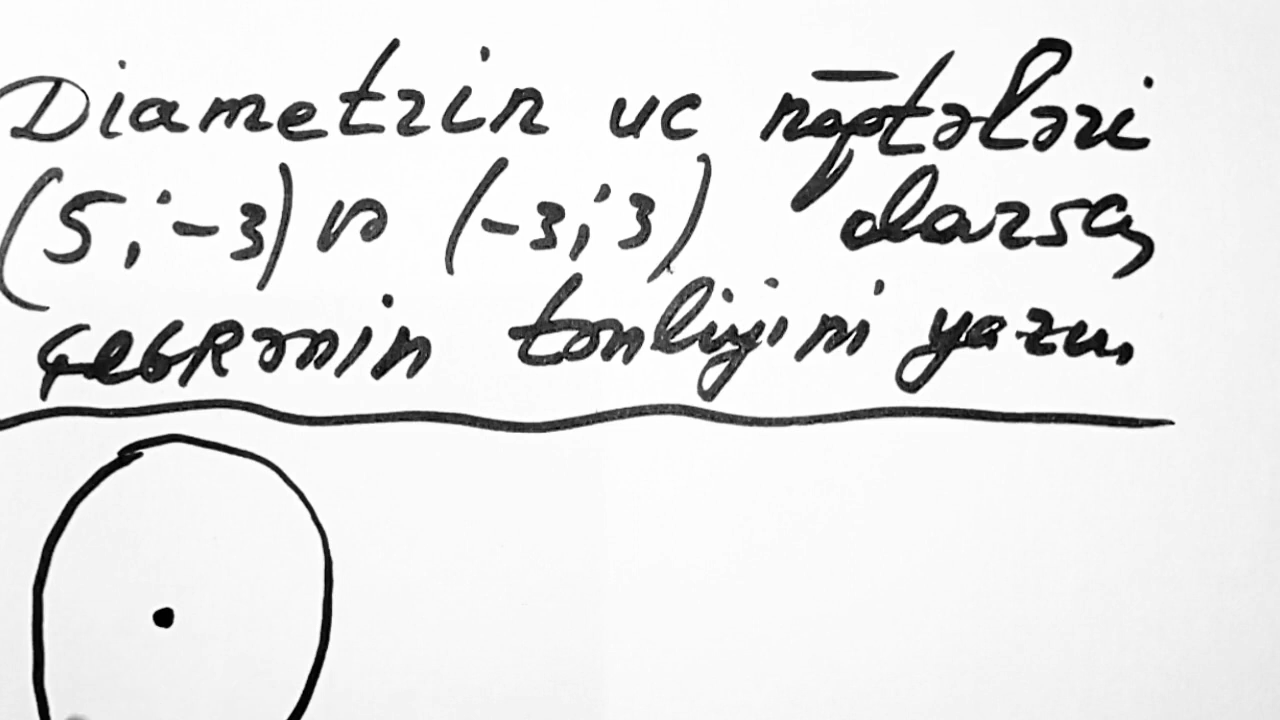 Diametrin uc nöqtələri
(5;-3) və (-3;3) olarsa,
çevrənin tənliyini yazın